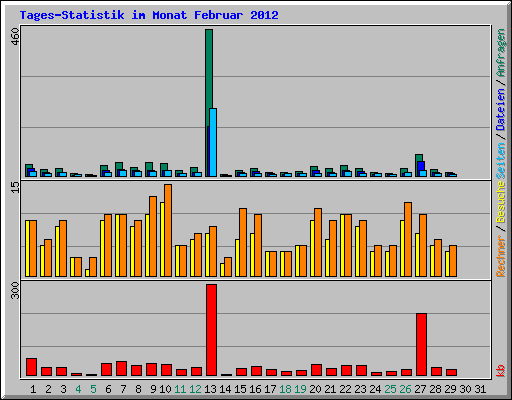 Tages-Statistik im Monat Februar 2012
460
15
300
Rechner / Besuche Seiten / Dateien / Anfragen
kb
1 2 3 4 5 6 7 8 9 10 11 12 13 14 15 16 17 18 19 20 21 22 23 24 25 26 27 28 29 30 31